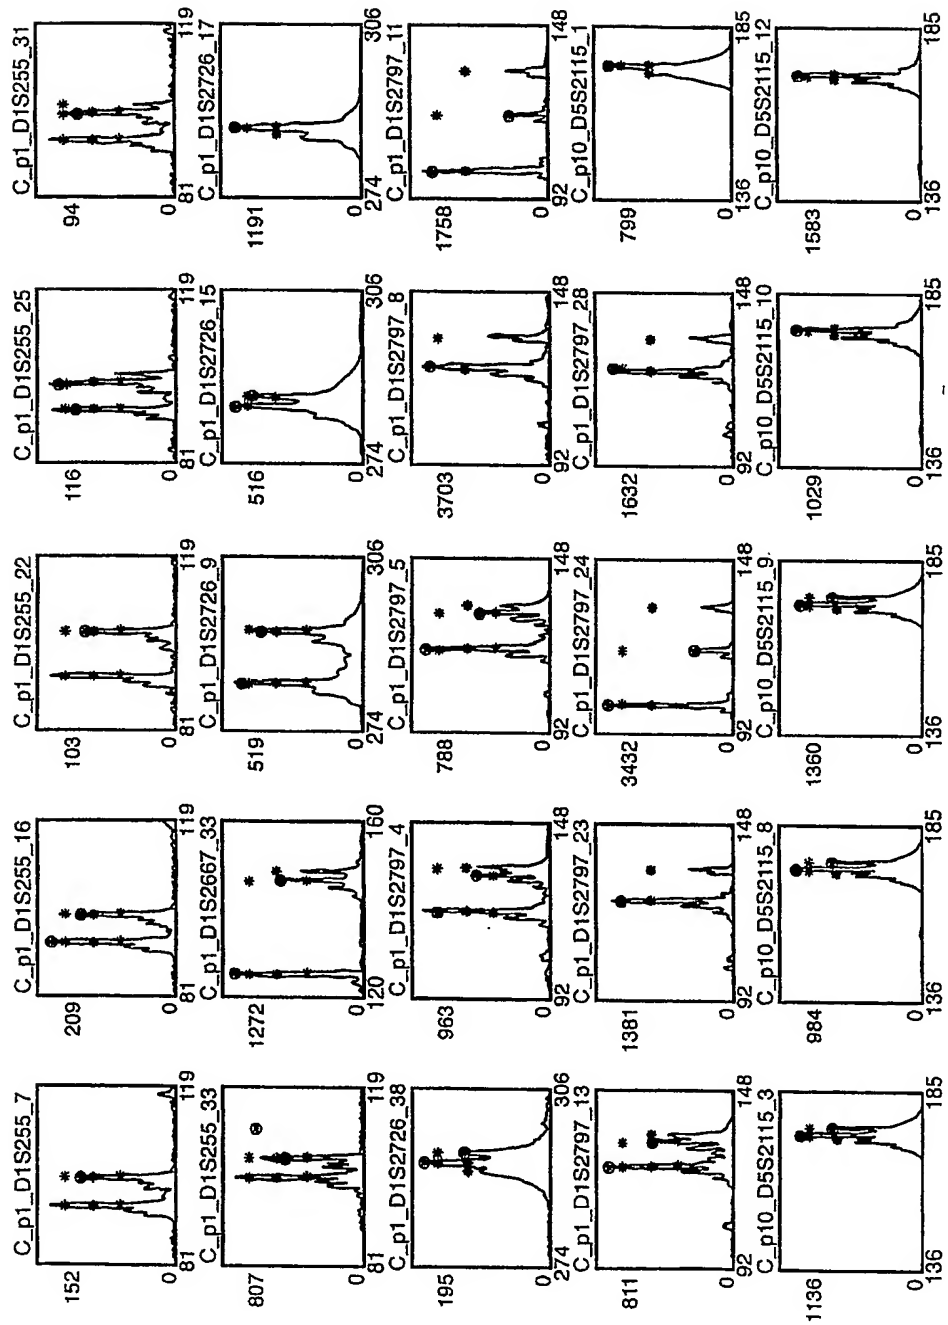 C_p1_D1S255_7 C_p1_D1S255_16 C_p1_D1S255_22 C_p1_D1S255_25 C_p1_D1S255_31
152 209 103 116 94
0 0 0 0 0
81 119 81 119 81 119 81 119 81 119
C_p1_D1S255_33 C_p1_D1S2667_33 C_p1_D1S2726_9 C_p1_D1S2726_15 C_p1_D1S2726_17
807 1272 519 516 1191
0 0 0 0 0
81 119 120 160 274 306 274 306 274 306
C_p1_D1S2726_38 C_p1_D1S2797_4 C_p1_D1S2797_5 C_p1_D1S2797_8 C_p1_D1S2797_11
195 963 788 3703 1758
0 0 0 0 0
274 306 92 148 92 148 92 148 92 148
C_p1_D1S2797_13 C_p1_D1S2797_23 C_p1_D1S2797_24 C_p1_D1S2797_28 C_p10_D5S2115_1
811 1381 3432 1632 799
0 0 0 0 0
92 148 92 148 92 148 92 148 136 185
C_p10_D5S2115_3 C_p10_D5S2115_8 C_p10_D5S2115_9 C_p10_D5S2115_10 C_p10_D5S2115_12
1136 984 1360 1029 1583
0 0 0 0 0
136 185 136 185 136 185 136 185 136 185